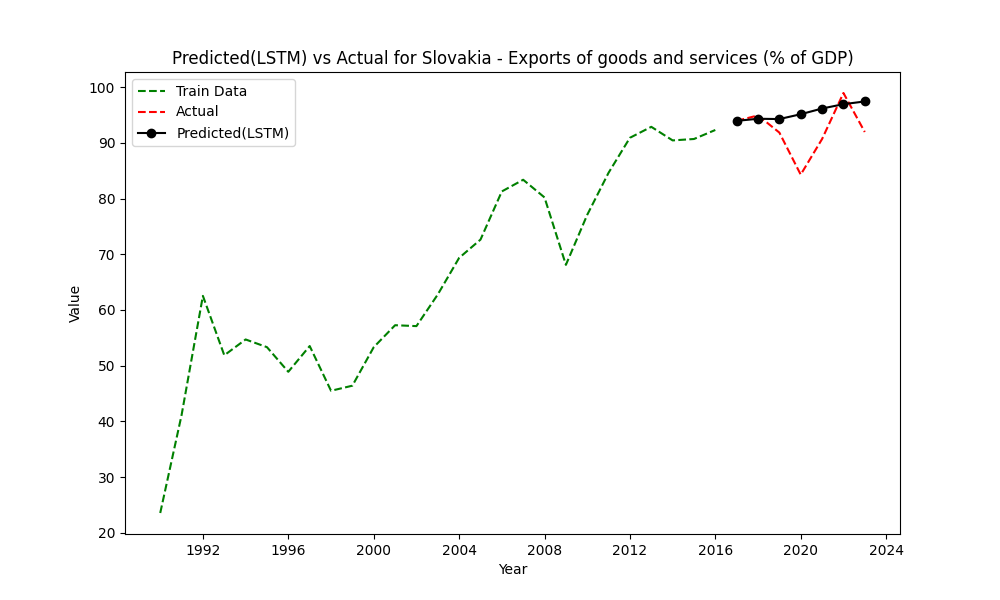 Predicted(LSTM) vs Actual for Slovakia - Exports of goods and services (% of GDP)
Train Data
Actual
Predicted(LSTM)
100
90
80
70
60
50
40
30
20
Value
1992 1996 2000 2004 2008 2012 2016 2020 2024
Year